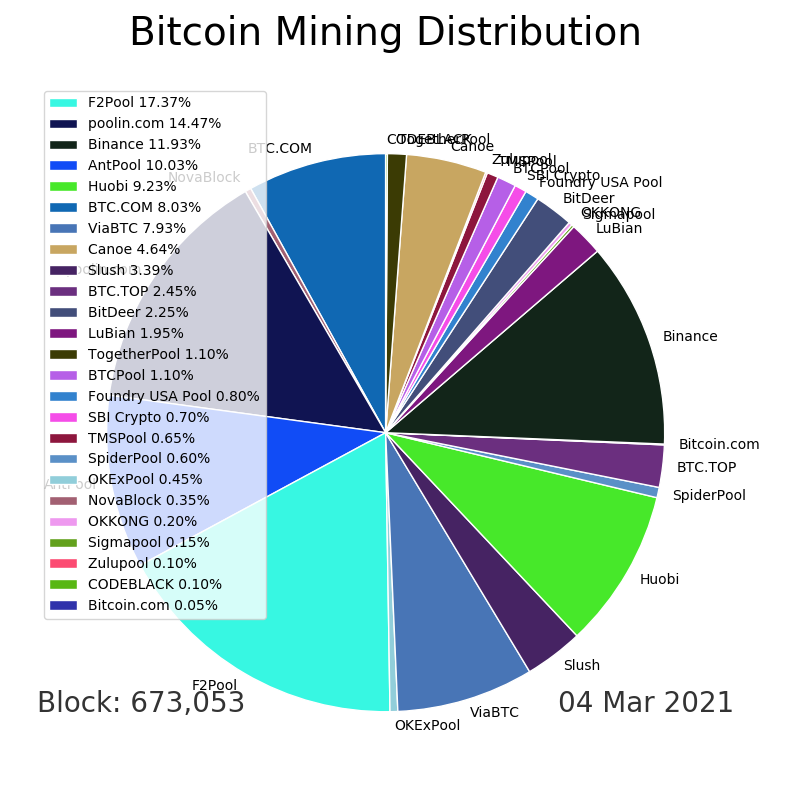 Bitcoin Mining Distribution
F2Pool 17.37%
poolin.com 14.47%
Binance 11.93%
AntPool 10.03%
Huobi 9.23%
BTC.COM 8.03%
ViaBTC 7.93%
Canoe 4.64%
Slush 3.39%
BTC.TOP 2.45%
BitDeer 2.25%
LuBian 1.95%
TogetherPool 1.10%
BTCPool 1.10%
Foundry USA Pool 0.80%
SBI Crypto 0.70%
TMSPool 0.65%
SpiderPool 0.60%
OKExPool 0.45%
NovaBlock 0.35%
OKKONG 0.20%
Sigmapool 0.15%
Zulupool 0.10%
CODEBLACK 0.10%
Bitcoin.com 0.05%
CODEBLACK
TogetherPool
Canoe
Zulupool
TMSPool
BTCPool
SBI Crypto
Foundry USA Pool
BitDeer
OKKONG
Sigmapool
LuBian
Binance
Bitcoin.com
BTC.TOP
SpiderPool
Huobi
Slush
ViaBTC
OKExPool
F2Pool
AntPool
poolin.com
NovaBlock
BTC.COM
Block: 673,053
04 Mar 2021